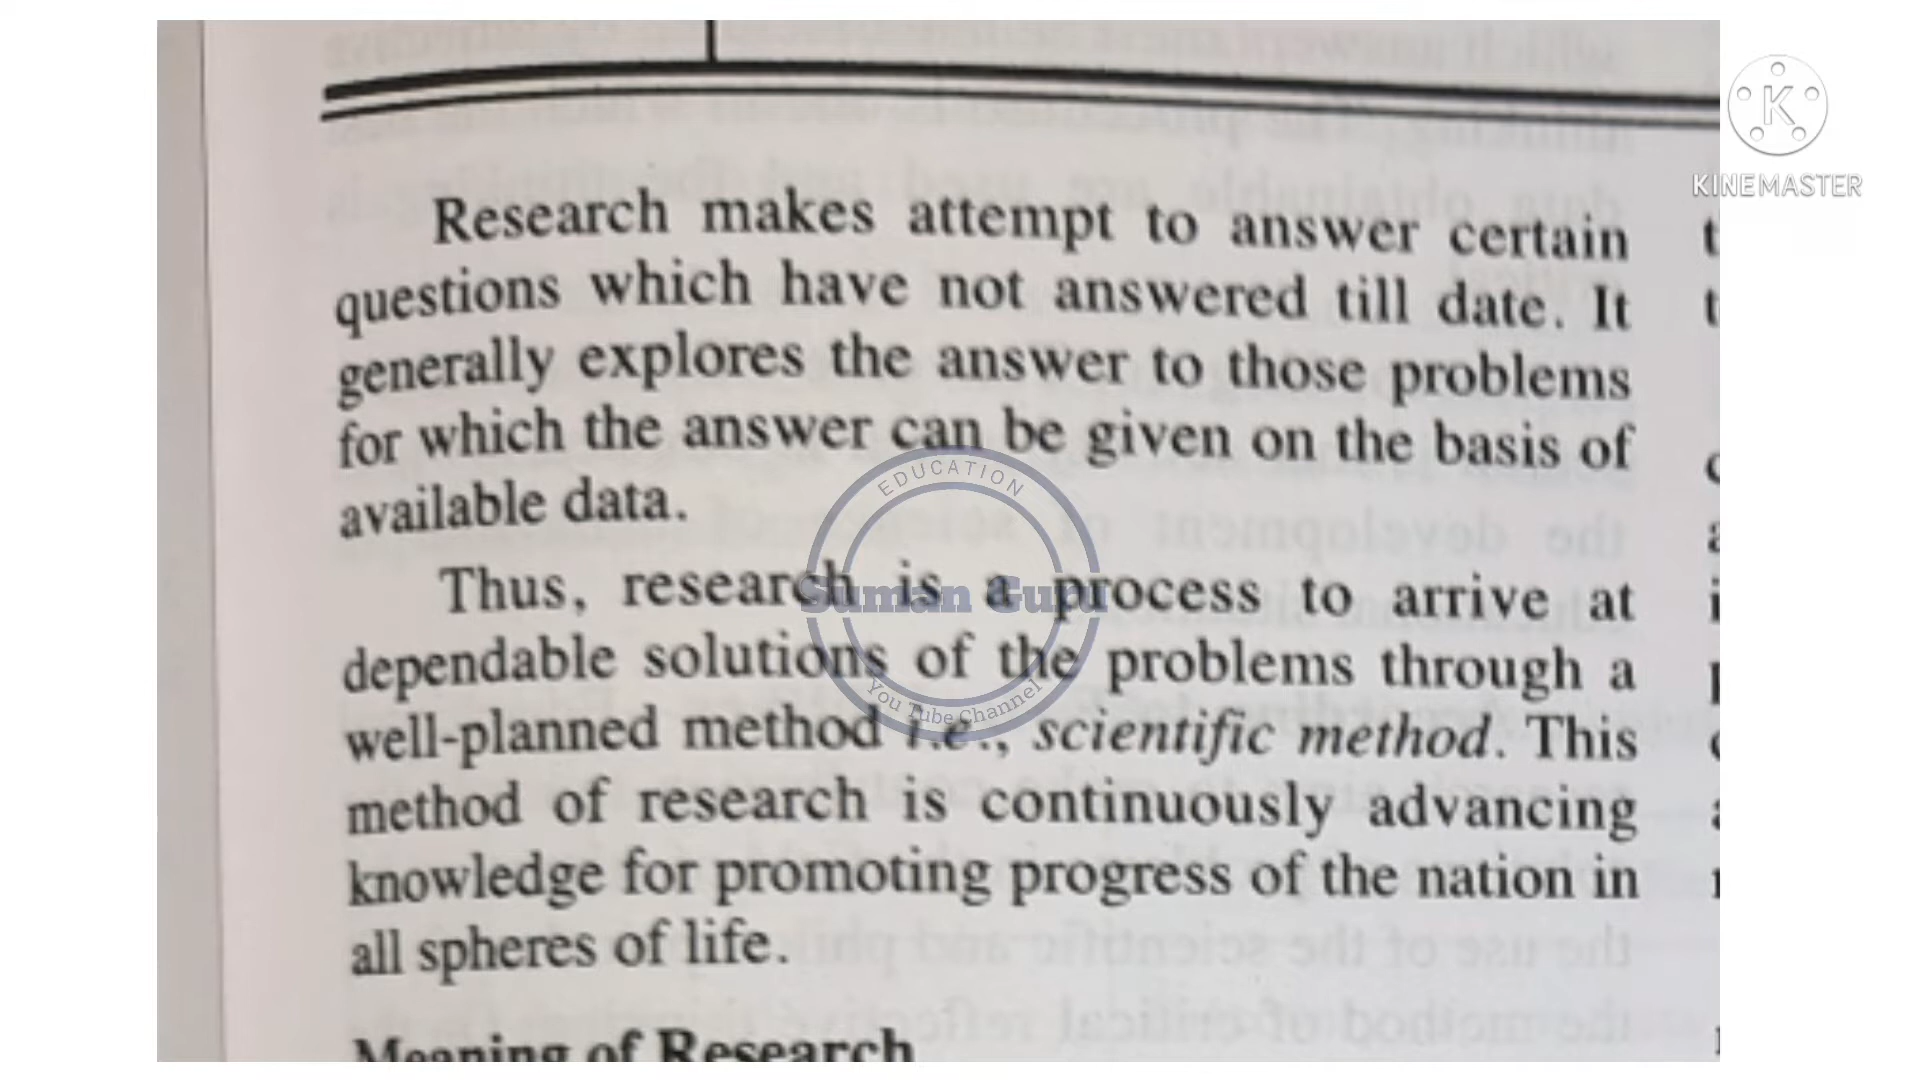 Research makes attempt to answer certain
questions which have not answered till date. It
generally explores the answer to those problems
for which the answer can be given on the basis of
available data.
Thus, research is a process to arrive at
dependable solutions of the problems through a
well-planned method i.e., scientific method. This
method of research is continuously advancing
knowledge for promoting progress of the nation in
all spheres of life.
Meaning of Research
EDUCATION
Suman Guru
You Tube Channel
K
KINEMASTER